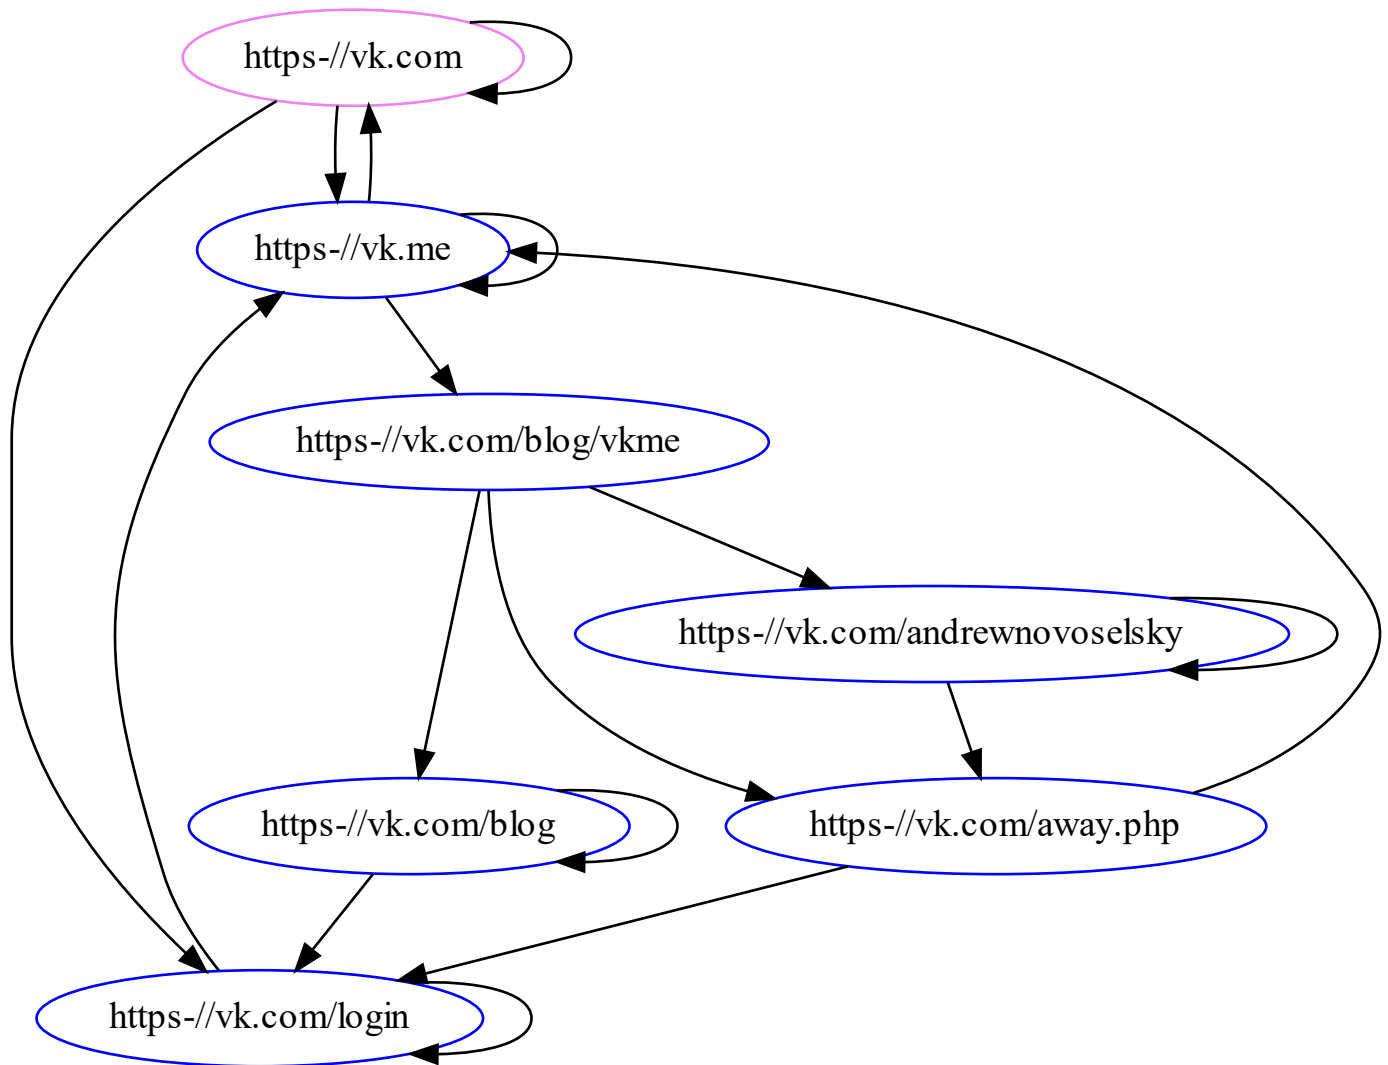 https-//vk.com
https-//vk.me
https-//vk.com/blog/vkme
https-//vk.com/andrewnovoselsky
https-//vk.com/blog
https-//vk.com/away.php
https-//vk.com/login